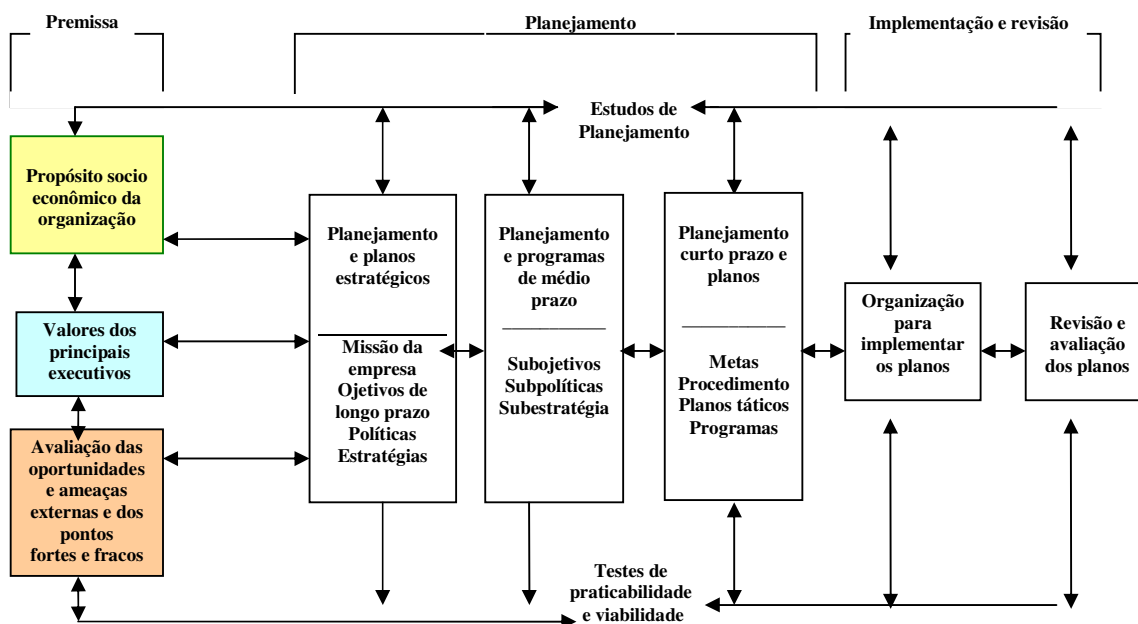 Premissa
Planejamento
Implementação e revisão
Estudos de
Planejamento
Propósito socio
econômico da
organização
Valores dos
principais
executivos
Avaliação das
oportunidades
e ameaças
externas e dos
pontos
fortes e fracos
Planejamento
e planos
estratégicos
Missão da
empresa
Ojetivos de
longo prazo
Políticas
Estratégias
Planejamento
e programas
de médio
prazo
Subojetivos
Subpolíticas
Subestratégia
Planejamento
curto prazo e
planos
Metas
Procedimento
Planos táticos
Programas
Organização
para
implementar
os planos
Revisão e
avaliação
dos planos
Testes de
praticabilidade
e viabilidade